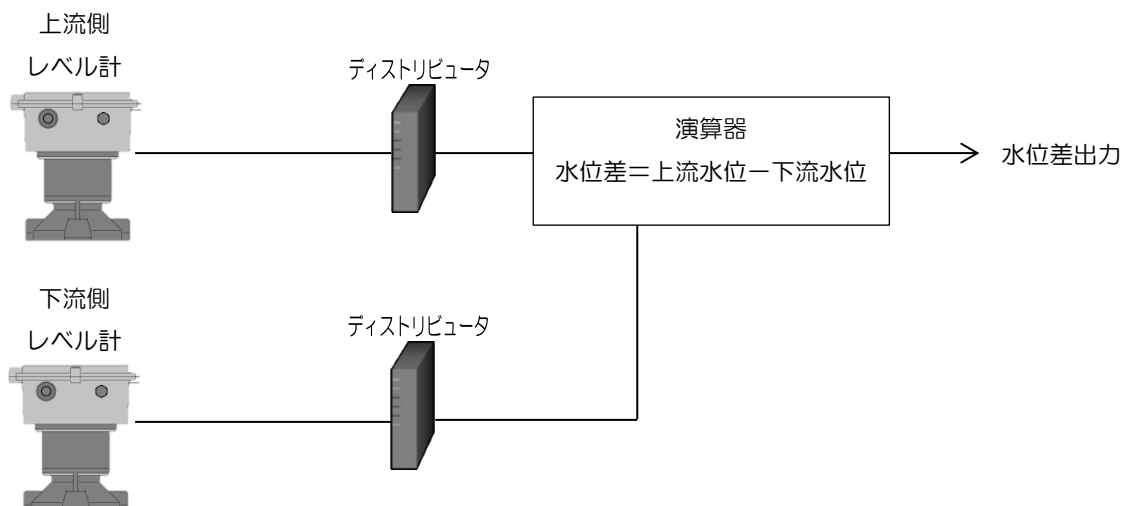 上流側
レベル計
ディストリビュータ
演算器
水位差＝上流水位－下流水位
水位差出力
下流側
レベル計
ディストリビュータ